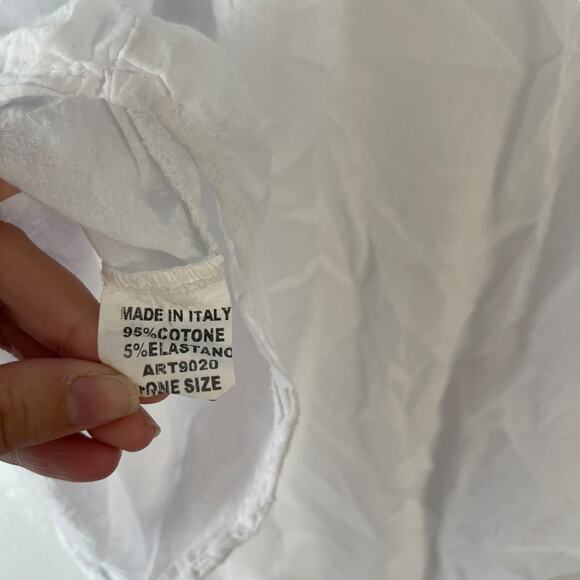 MADE IN ITALY
95%COTONE
5%ELASTANO
ART9020
ONE SIZE